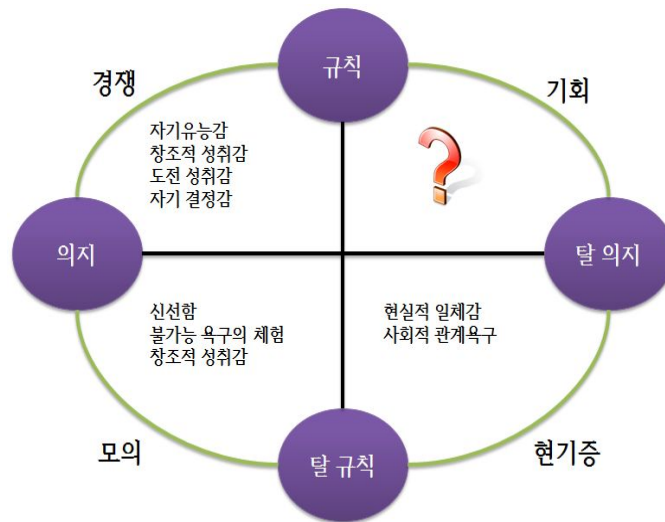 규칙
경쟁
기회
자기유능감
창조적 성취감
도전 성취감
자기 결정감
?
의지
탈 의지
신선함
불가능 욕구의 체험
창조적 성취감
현실적 일체감
사회적 관계욕구
모의
탈 규칙
현기증